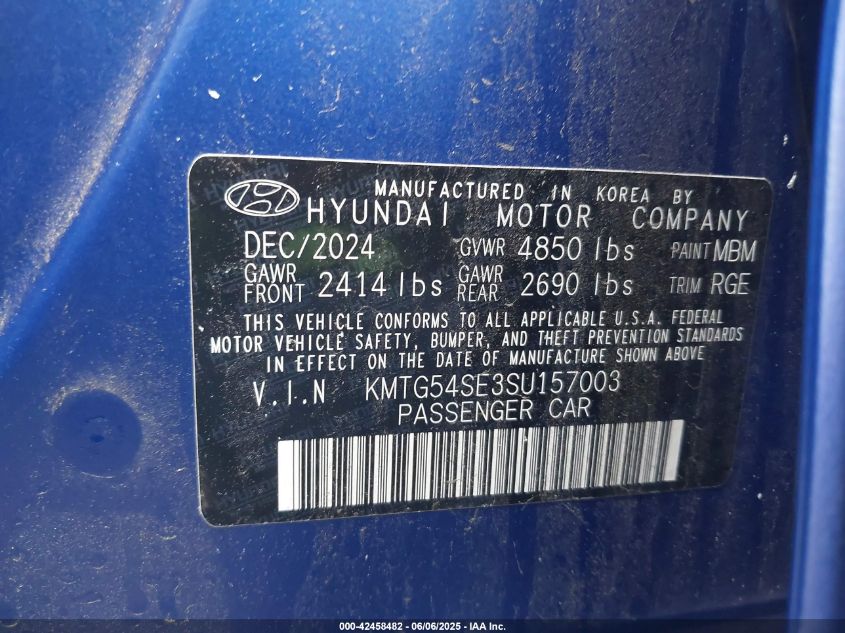 MANUFACTURED IN KOREA BY
HYUNDAI MOTOR COMPANY
DEC/2024 GVWR 4850 lbs PAINT MBM
GAWR FRONT 2414 lbs GAWR REAR 2690 lbs TRIM RGE
THIS VEHICLE CONFORMS TO ALL APPLICABLE U.S.A. FEDERAL
MOTOR VEHICLE SAFETY, BUMPER, AND THEFT PREVENTION STANDARDS
IN EFFECT ON THE DATE OF MANUFACTURE SHOWN ABOVE
V.I.N KMTG54SE3SU157003
PASSENGER CAR
000-42458482 - 06/06/2025 - IAA Inc.